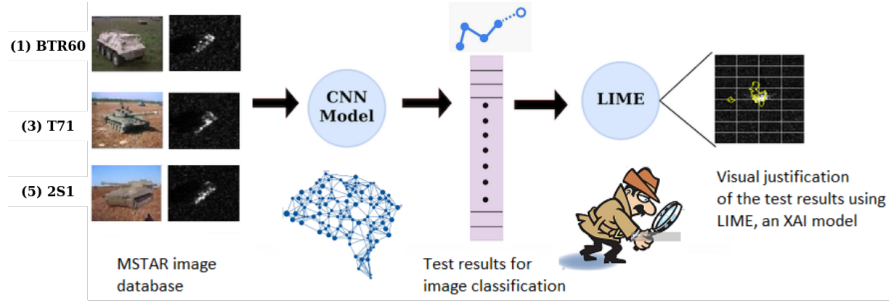 (1) BTR60
(3) T71
(5) 2S1
MSTAR image
database
CNN
Model
Test results for
image classification
LIME
Visual justification
of the test results using
LIME, an XAI model